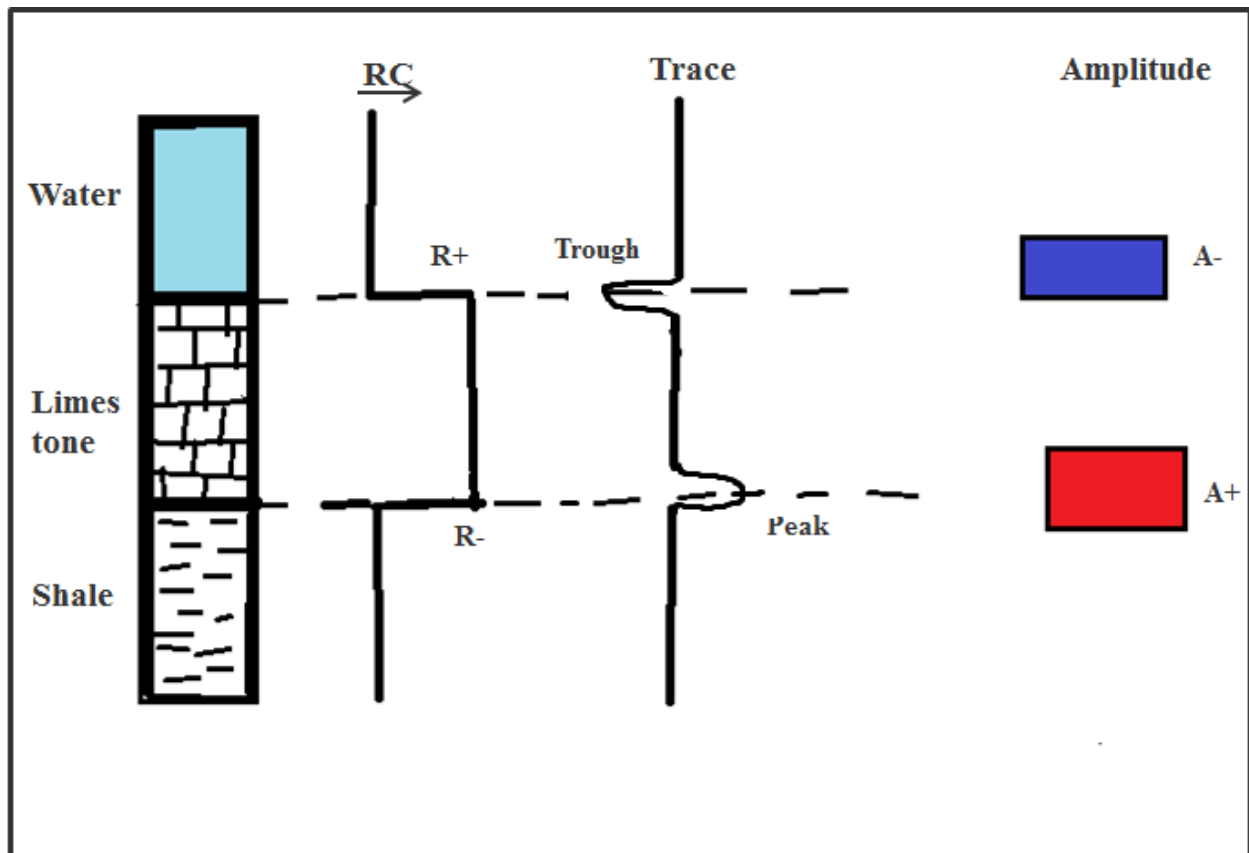 RC
Trace
Amplitude
Water
R+
Trough
A-
Limes
tone
A+
R-
Peak
Shale